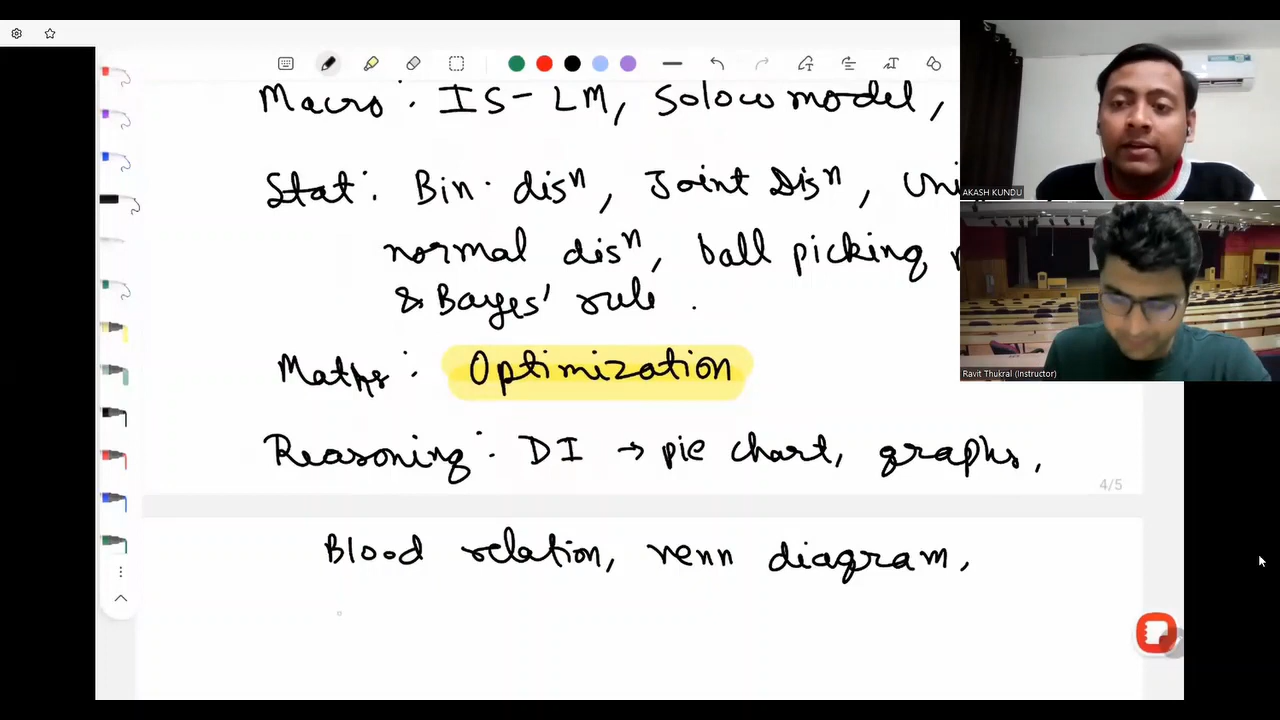 Macro: IS-LM, Solow model,
Stat: Bin. disⁿ, Joint Disⁿ, Uni
normal disⁿ, ball picking
& Bayes' rule.
Maths: Optimization
Reasoning: DI → pie chart, graphs,
4/5
Blood relation, venn diagram,
AKASH KUNDU
Ravit Thukral (Instructor)